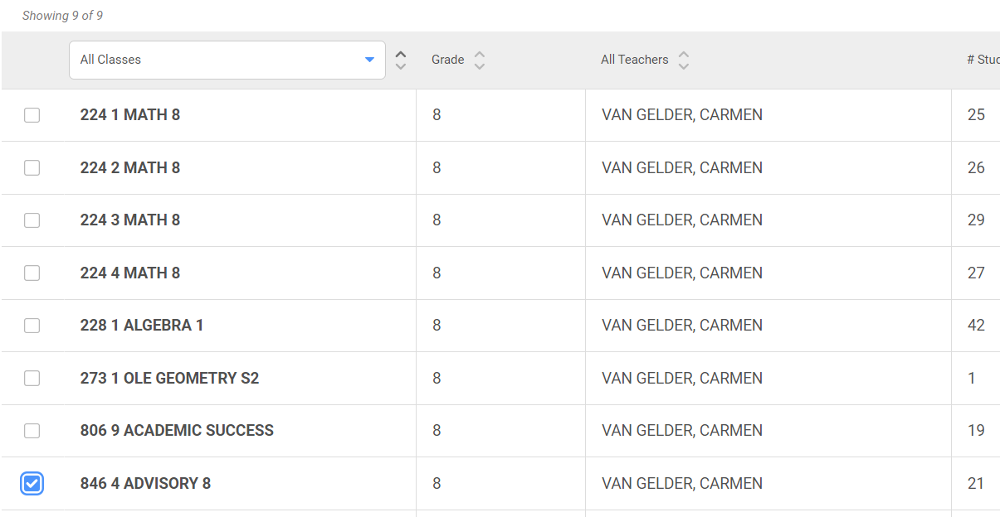 Showing 9 of 9
All Classes Grade All Teachers # Stud
224 1 MATH 8 8 VAN GELDER, CARMEN 25
224 2 MATH 8 8 VAN GELDER, CARMEN 26
224 3 MATH 8 8 VAN GELDER, CARMEN 29
224 4 MATH 8 8 VAN GELDER, CARMEN 27
228 1 ALGEBRA 1 8 VAN GELDER, CARMEN 42
273 1 OLE GEOMETRY S2 8 VAN GELDER, CARMEN 1
806 9 ACADEMIC SUCCESS 8 VAN GELDER, CARMEN 19
846 4 ADVISORY 8 8 VAN GELDER, CARMEN 21